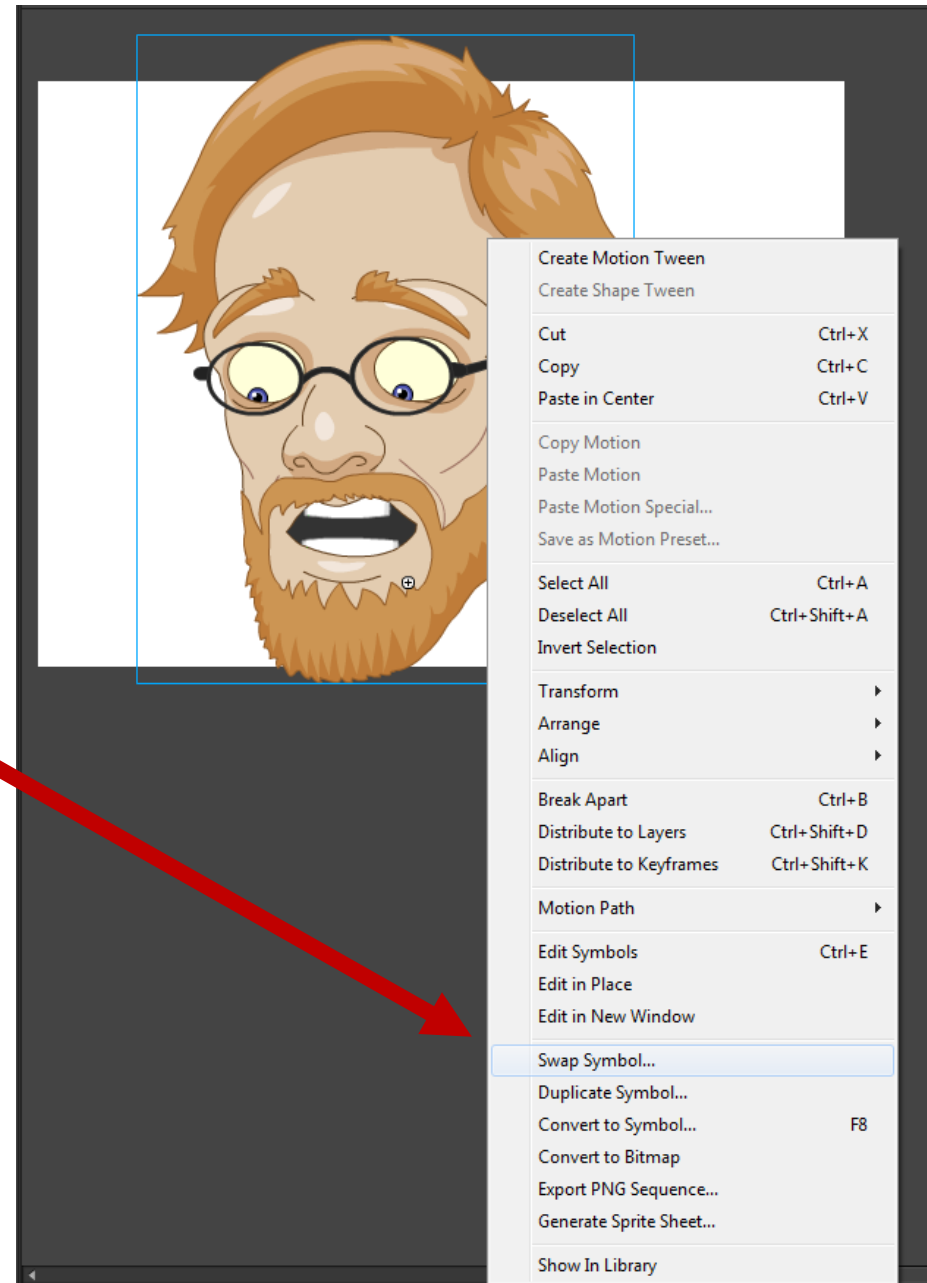 Create Motion Tween
Create Shape Tween
Cut Ctrl+X
Copy Ctrl+C
Paste in Center Ctrl+V
Copy Motion
Paste Motion
Paste Motion Special...
Save as Motion Preset...
Select All Ctrl+A
Deselect All Ctrl+Shift+A
Invert Selection
Transform
Arrange
Align
Break Apart Ctrl+B
Distribute to Layers Ctrl+Shift+D
Distribute to Keyframes Ctrl+Shift+K
Motion Path
Edit Symbols Ctrl+E
Edit in Place
Edit in New Window
Swap Symbol...
Duplicate Symbol...
Convert to Symbol... F8
Convert to Bitmap
Export PNG Sequence...
Generate Sprite Sheet...
Show In Library